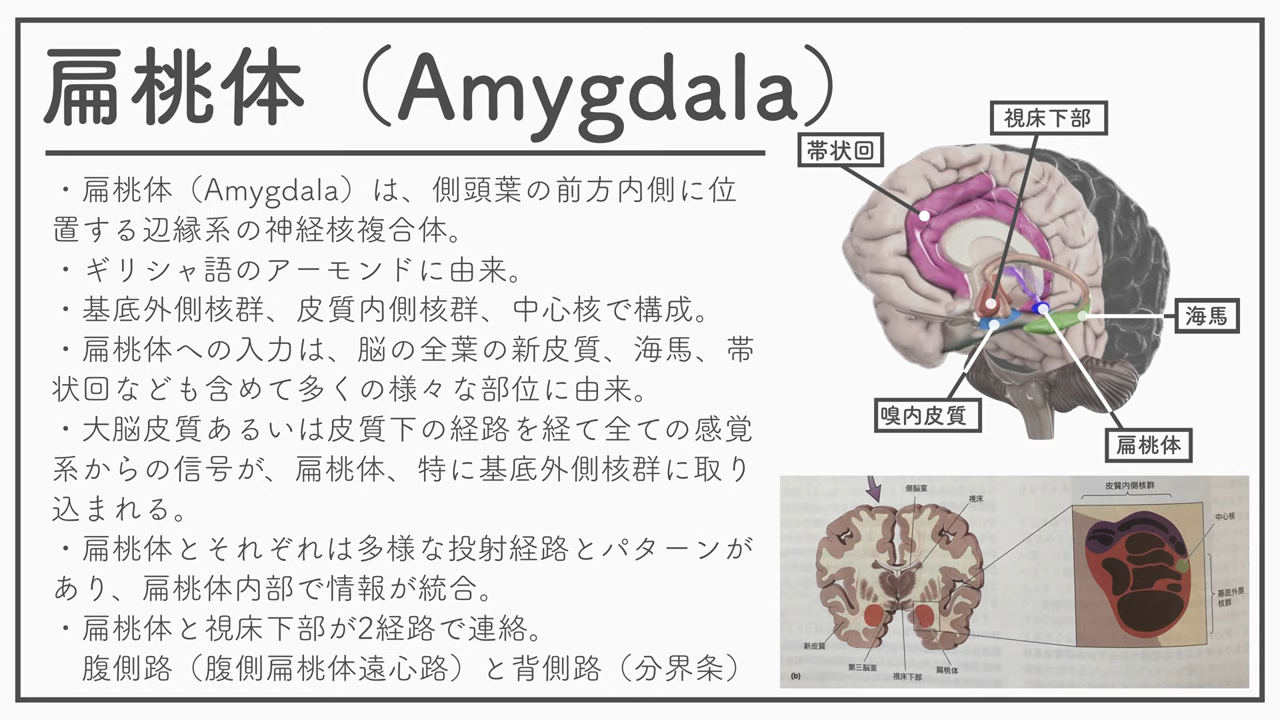 扁桃体（Amygdala）
・扁桃体（Amygdala）は、側頭葉の前方内側に位
置する辺縁系の神経核複合体。
・ギリシャ語のアーモンドに由来。
・基底外側核群、皮質内側核群、中心核で構成。
・扁桃体への入力は、脳の全葉の新皮質、海馬、帯
状回なども含めて多くの様々な部位に由来。
・大脳皮質あるいは皮質下の経路を経て全ての感覚
系からの信号が、扁桃体、特に基底外側核群に取り
込まれる。
・扁桃体とそれぞれは多様な投射経路とパターンが
あり、扁桃体内部で情報が統合。
・扁桃体と視床下部が2経路で連絡。
腹側路（腹側扁桃体遠心路）と背側路（分界条）
視床下部
帯状回
海馬
嗅内皮質
扁桃体
側脳室
視床
新皮質
第三脳室
視床下部
扁桃体
(b)
皮質内側核群
中心核
基底外側
核群